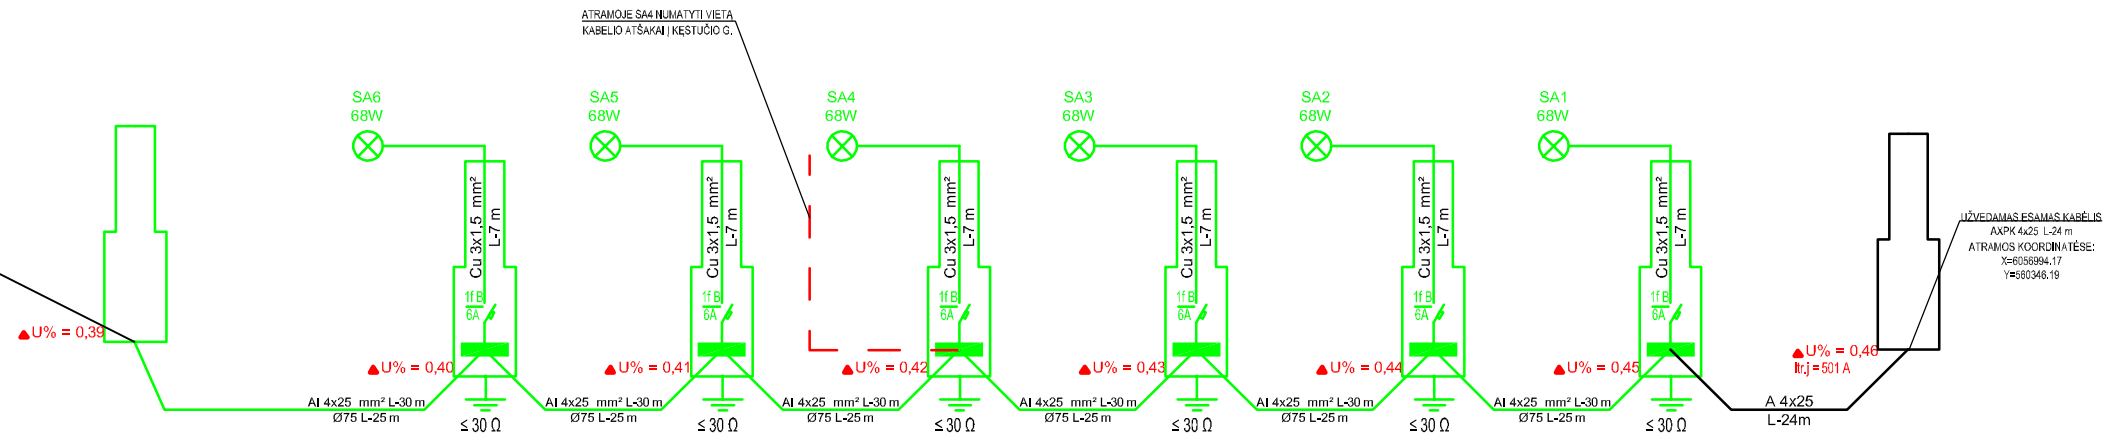 ATRAMOJE SA4 NUMATYTI VIETĄ
KABELIO ATŠAKAI Į KĘSTUČIO G.
SA6
68W
SA5
68W
SA4
68W
SA3
68W
SA2
68W
SA1
68W
Cu 3x1,5 mm²
L-7 m
Cu 3x1,5 mm²
L-7 m
Cu 3x1,5 mm²
L-7 m
Cu 3x1,5 mm²
L-7 m
Cu 3x1,5 mm²
L-7 m
Cu 3x1,5 mm²
L-7 m
UŽVEDAMAS ESAMAS KABELIS
AXPK 4x25 L-24 m
ATRAMOS KOORDINATĖSE:
X=6056994.17
Y=560346.19
1f B
6A
1f B
6A
1f B
6A
1f B
6A
1f B
6A
1f B
6A
U% = 0,39
U% = 0,40
U% = 0,41
U% = 0,42
U% = 0,43
U% = 0,44
U% = 0,45
U% = 0,46
Itr.j = 501 A
Al 4x25 mm² L-30 m
Ø75 L-25 m
Al 4x25 mm² L-30 m
Ø75 L-25 m
Al 4x25 mm² L-30 m
Ø75 L-25 m
Al 4x25 mm² L-30 m
Ø75 L-25 m
Al 4x25 mm² L-30 m
Ø75 L-25 m
Al 4x25 mm² L-30 m
Ø75 L-25 m
A 4x25
L-24m
≤ 30 Ω
≤ 30 Ω
≤ 30 Ω
≤ 30 Ω
≤ 30 Ω
≤ 30 Ω